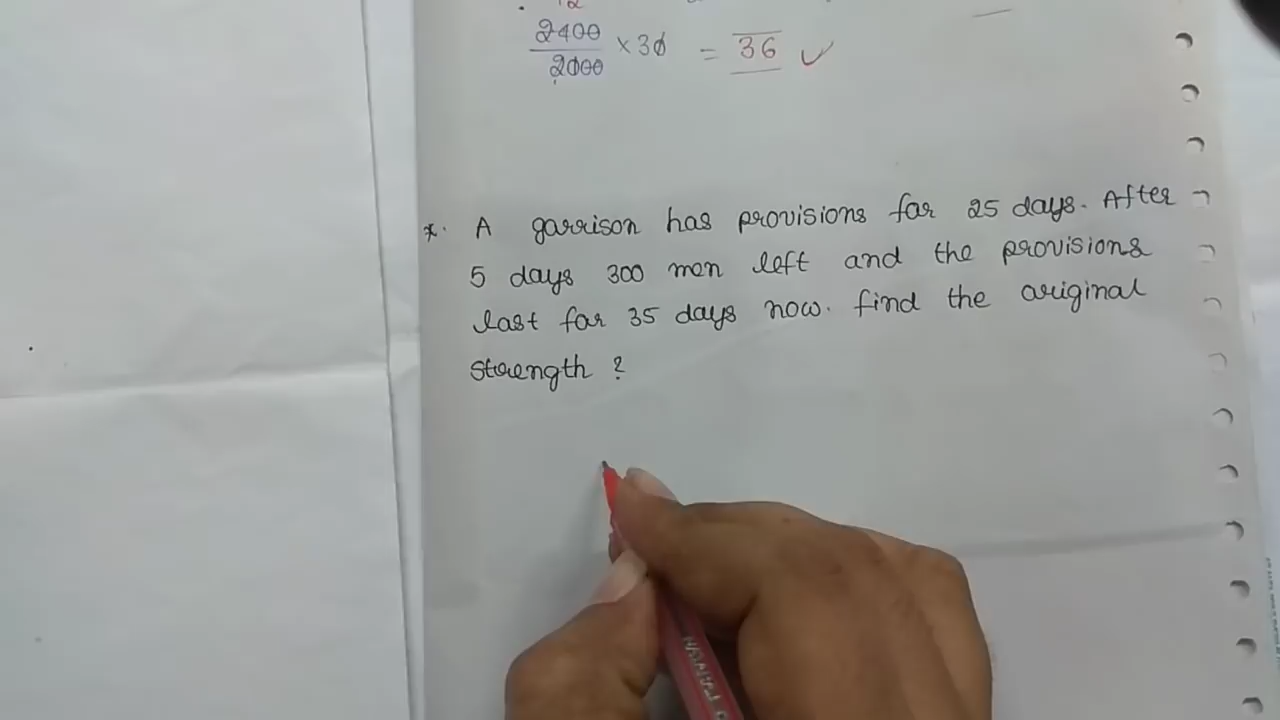 12
2400
2000
× 30 = 36 ✓
*. A garrison has provisions for 25 days. After
5 days 300 men left and the provisions
last for 35 days now. find the original
strength ?